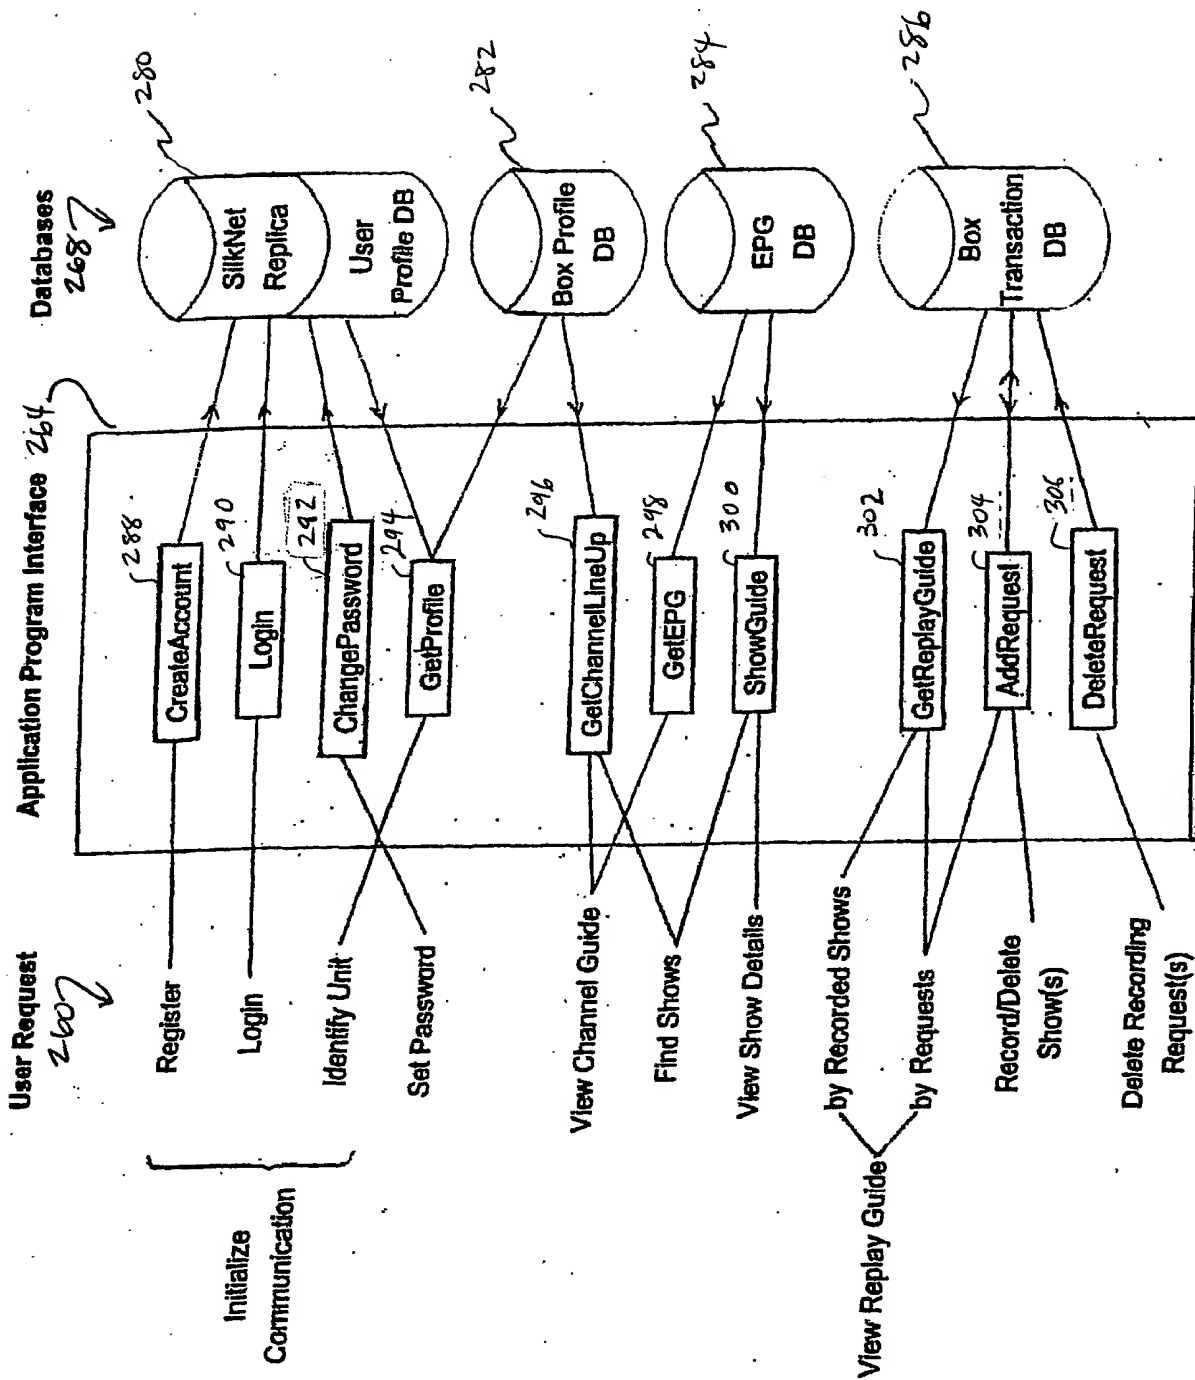 User Request
260
Application Program Interface 264
Databases
268
Initialize
Communication
Register
Login
Identify Unit
Set Password
View Channel Guide
Find Shows
View Show Details
View Replay Guide
by Recorded Shows
by Requests
Record/Delete
Show(s)
Delete Recording
Request(s)
CreateAccount
288
Login
290
ChangePassword
292
GetProfile
294
GetChannelLineUp
296
GetEPG
298
ShowGuide
300
GetReplayGuide
302
AddRequest
304
DeleteRequest
306
SilkNet
Replica
User
Profile DB
280
Box Profile
DB
282
EPG
DB
284
Box
Transaction
DB
286